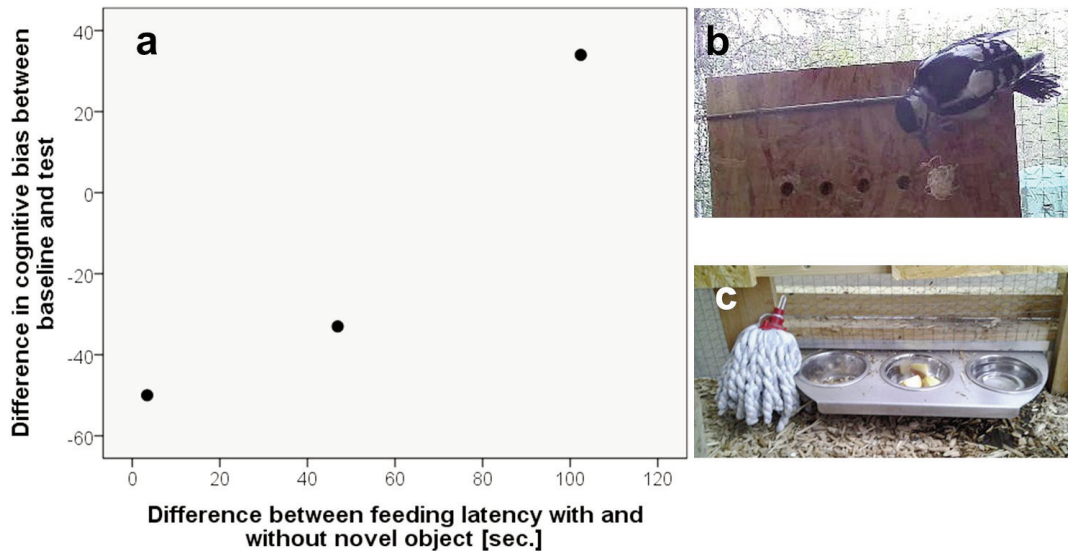 a
40
20
0
-20
-40
-60
0 20 40 60 80 100 120
Difference in cognitive bias between
baseline and test
Difference between feeding latency with and
without novel object [sec.]
b
c